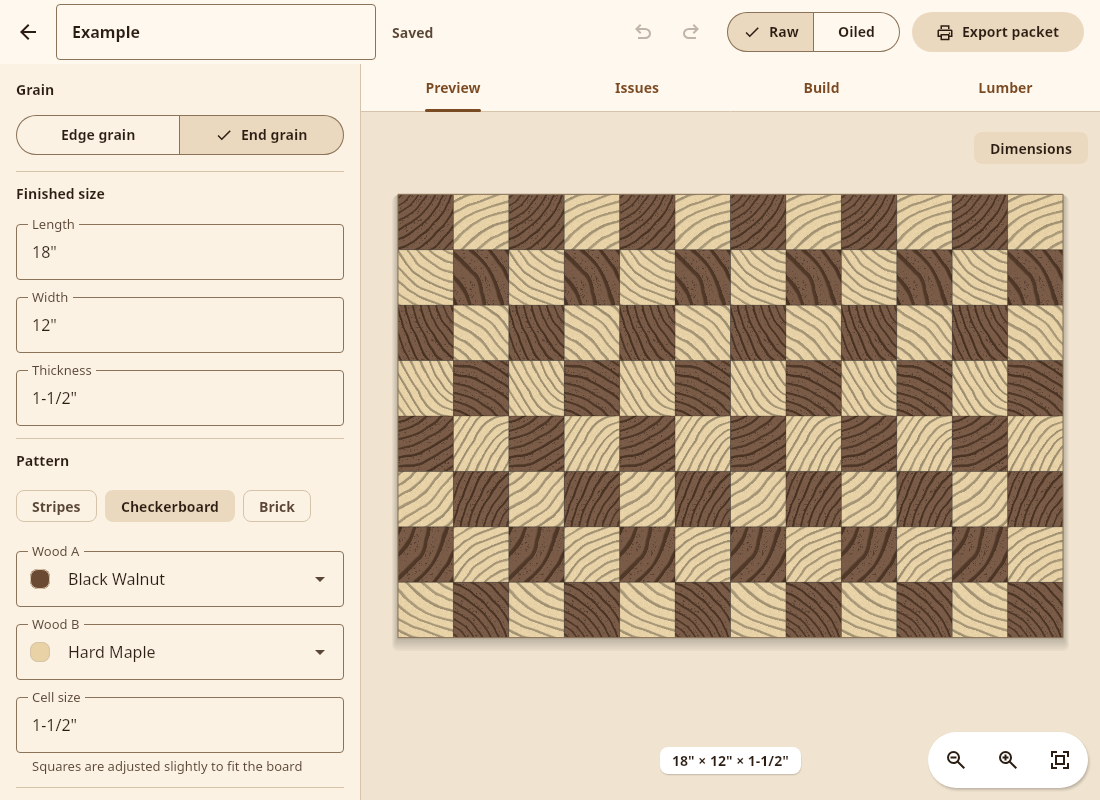 Example
Saved
Raw
Oiled
Export packet
Grain
Edge grain
End grain
Finished size
Length
18"
Width
12"
Thickness
1-1/2"
Pattern
Stripes
Checkerboard
Brick
Wood A
Black Walnut
Wood B
Hard Maple
Cell size
1-1/2"
Squares are adjusted slightly to fit the board
Preview
Issues
Build
Lumber
Dimensions
18" × 12" × 1-1/2"